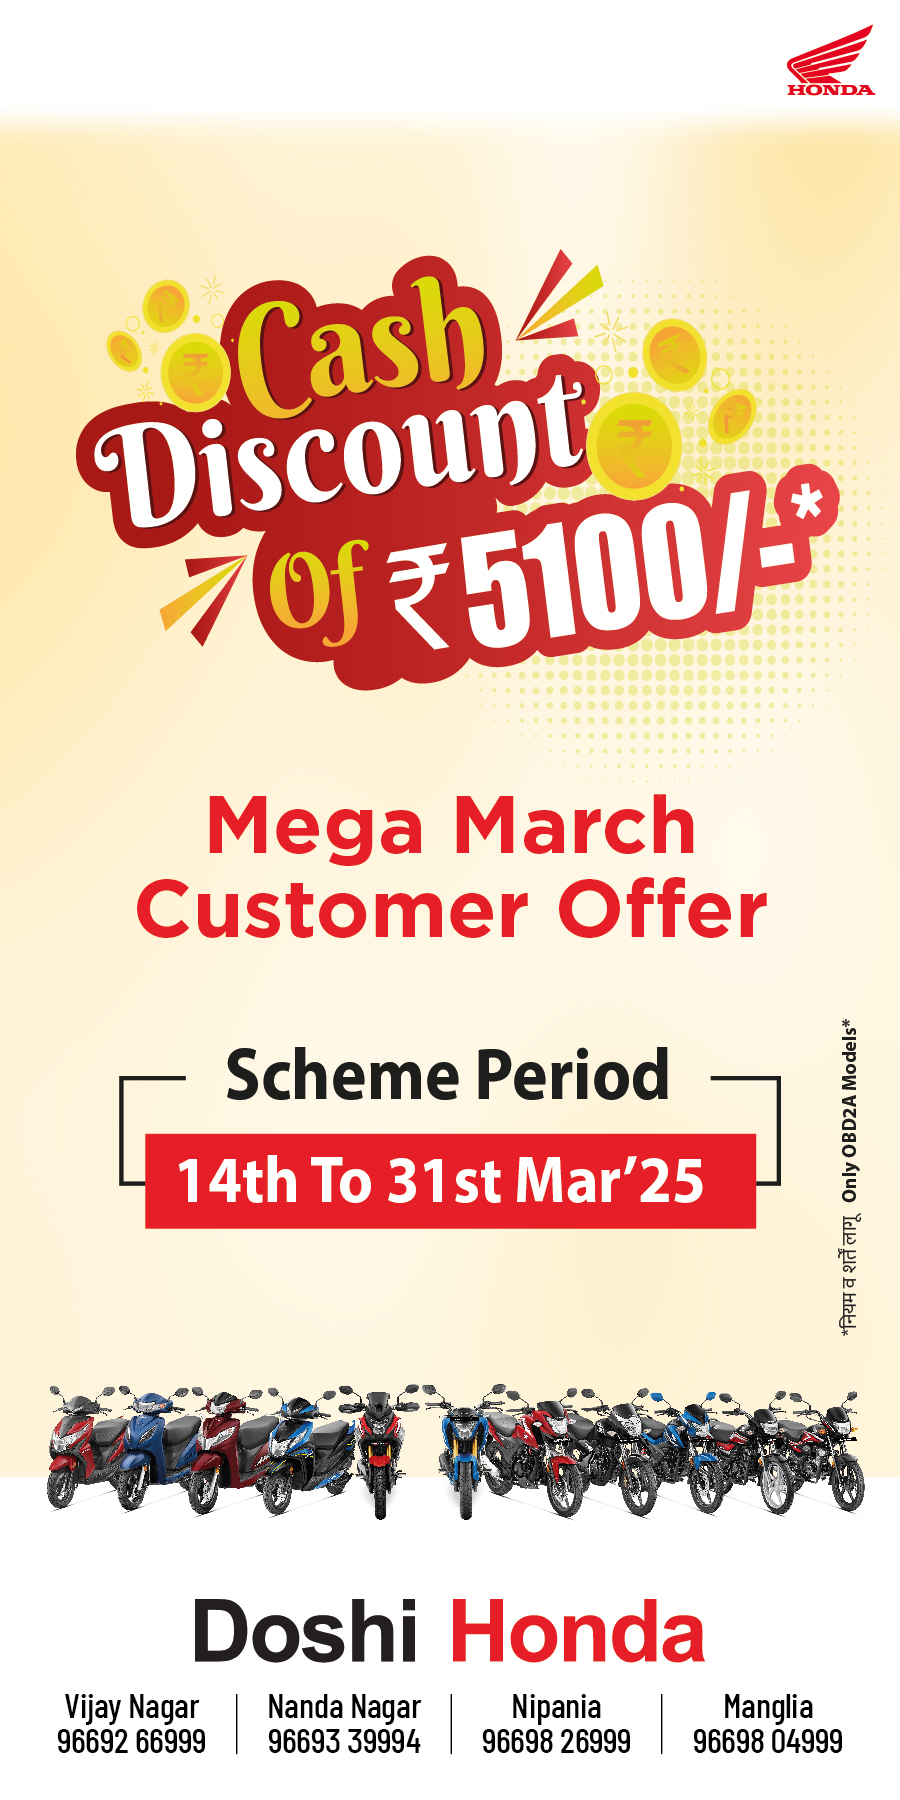 HONDA
Cash
Discount
Of ₹5100/-*
Mega March
Customer Offer
Scheme Period
14th To 31st Mar’25
*नियम व शर्तें लागू Only OBD2A Models*
Doshi Honda
Vijay Nagar
96692 66999
Nanda Nagar
96693 39994
Nipania
96698 26999
Manglia
96698 04999